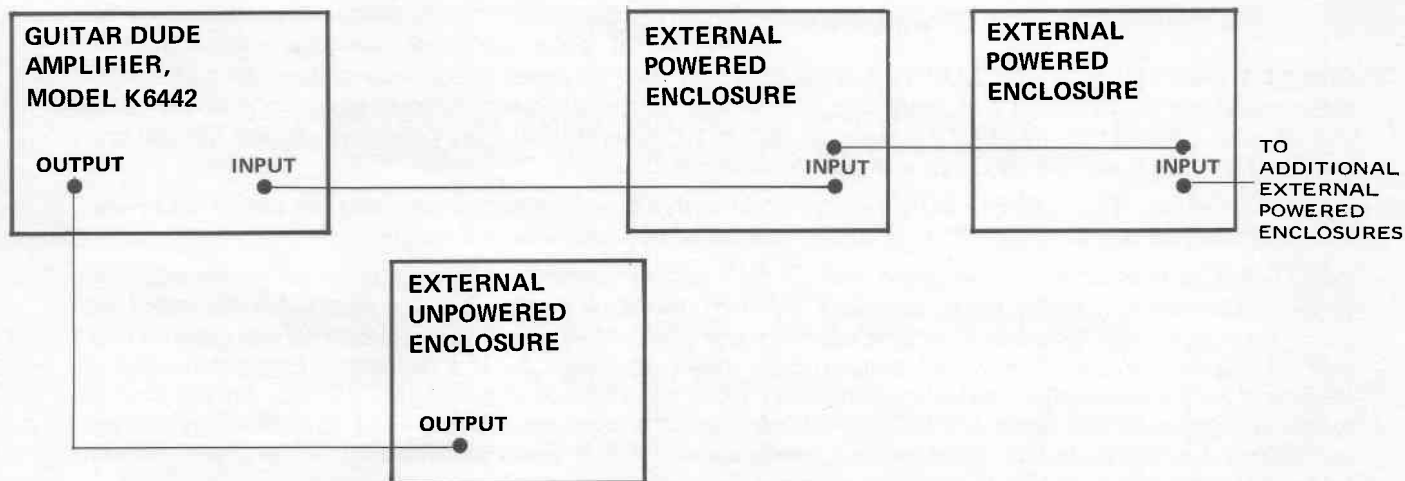 GUITAR DUDE
AMPLIFIER,
MODEL K6442
OUTPUT
INPUT
EXTERNAL
POWERED
ENCLOSURE
INPUT
EXTERNAL
POWERED
ENCLOSURE
INPUT
TO
ADDITIONAL
EXTERNAL
POWERED
ENCLOSURES
EXTERNAL
UNPOWERED
ENCLOSURE
OUTPUT